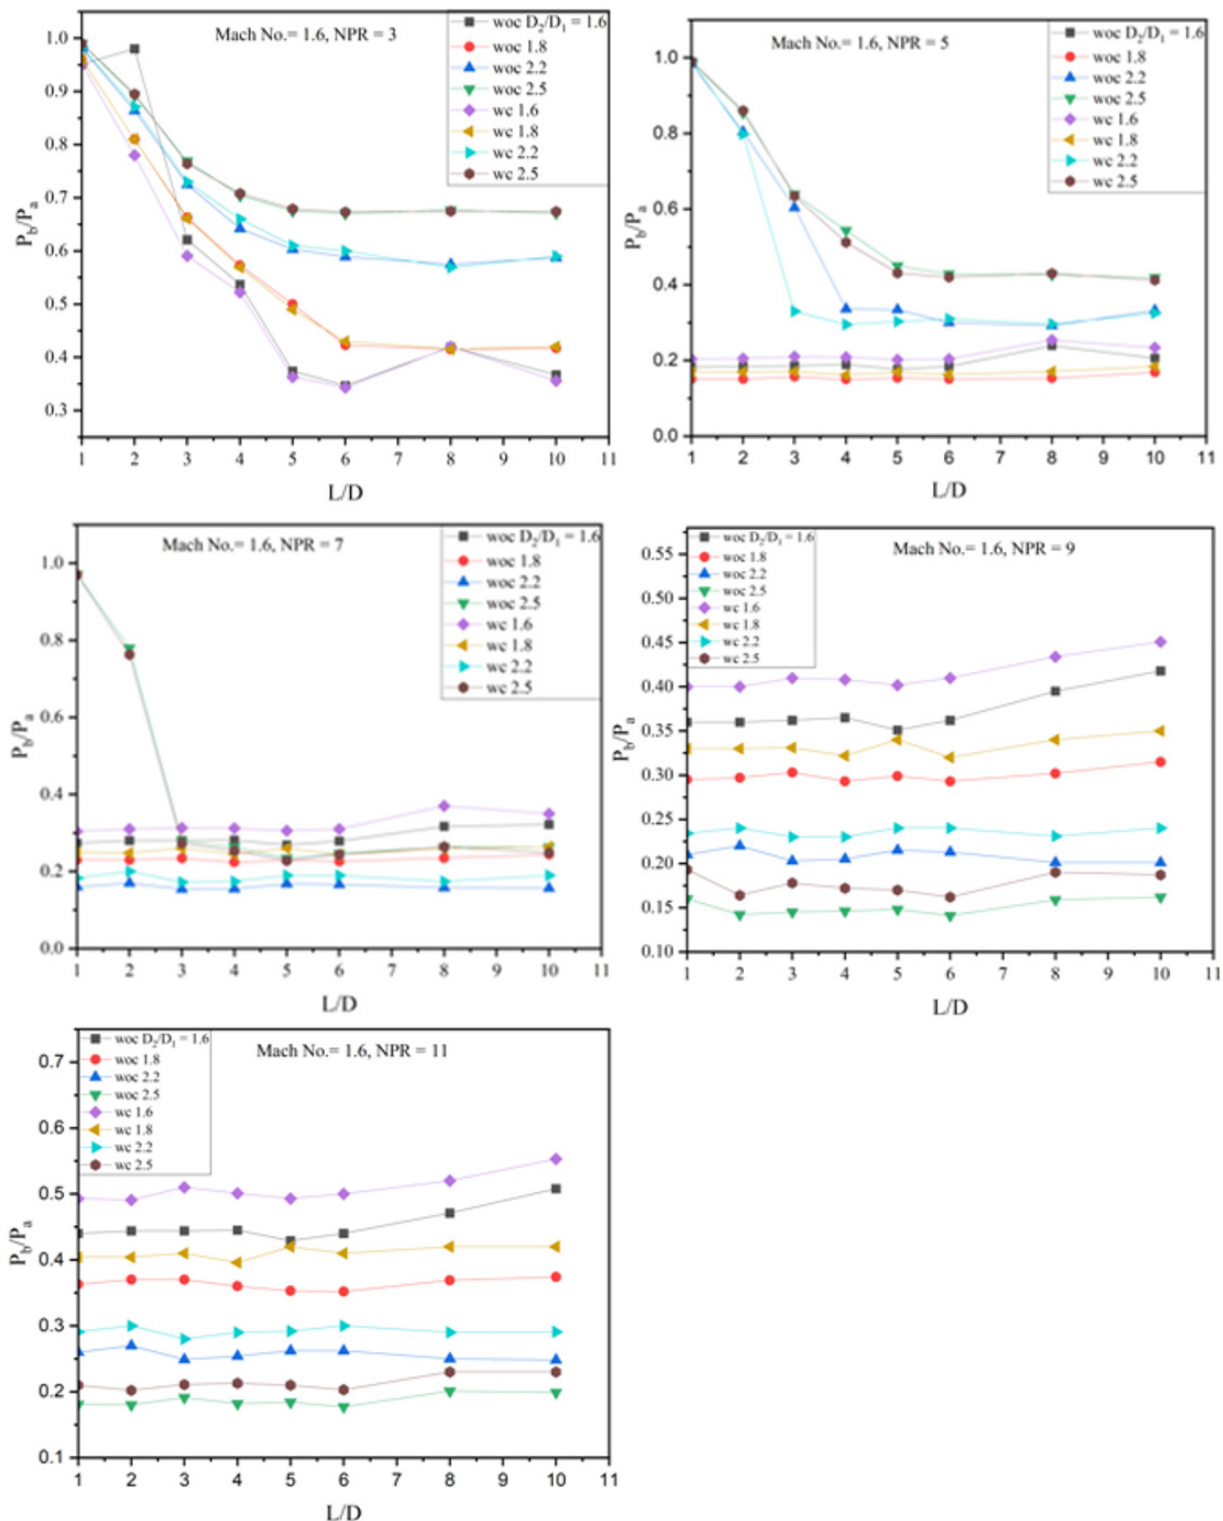 Mach No.= 1.6, NPR = 3
woc D2/D1 = 1.6
woc 1.8
woc 2.2
woc 2.5
wc 1.6
wc 1.8
wc 2.2
wc 2.5
1.0
0.9
0.8
0.7
0.6
0.5
0.4
0.3
Pb/Pa
1 2 3 4 5 6 7 8 9 10 11
L/D
Mach No.= 1.6, NPR = 5
woc D2/D1 = 1.6
woc 1.8
woc 2.2
woc 2.5
wc 1.6
wc 1.8
wc 2.2
wc 2.5
1.0
0.8
0.6
0.4
0.2
0.0
Pb/Pa
1 2 3 4 5 6 7 8 9 10 11
L/D
Mach No.= 1.6, NPR = 7
woc D2/D1 = 1.6
woc 1.8
woc 2.2
woc 2.5
wc 1.6
wc 1.8
wc 2.2
wc 2.5
1.0
0.8
0.6
0.4
0.2
0.0
Pb/Pa
1 2 3 4 5 6 7 8 9 10 11
L/D
Mach No.= 1.6, NPR = 9
woc D2/D1 = 1.6
woc 1.8
woc 2.2
woc 2.5
wc 1.6
wc 1.8
wc 2.2
wc 2.5
0.55
0.50
0.45
0.40
0.35
0.30
0.25
0.20
0.15
0.10
Pb/Pa
1 2 3 4 5 6 7 8 9 10 11
L/D
Mach No.= 1.6, NPR = 11
woc D2/D1 = 1.6
woc 1.8
woc 2.2
woc 2.5
wc 1.6
wc 1.8
wc 2.2
wc 2.5
0.7
0.6
0.5
0.4
0.3
0.2
0.1
Pb/Pa
1 2 3 4 5 6 7 8 9 10 11
L/D